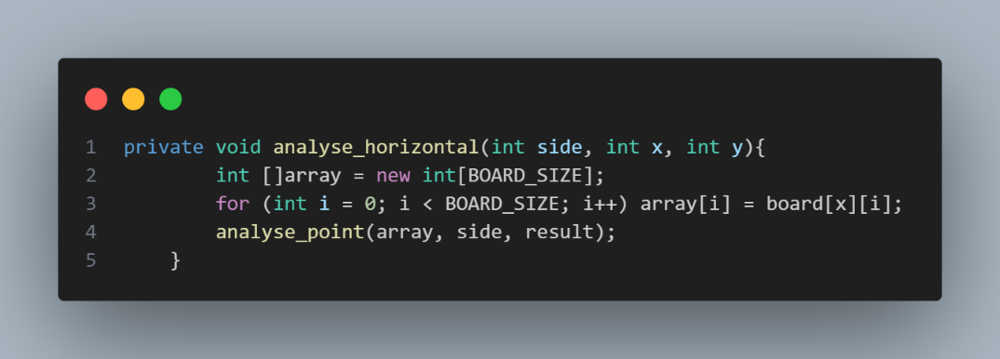 1 private void analyse_horizontal(int side, int x, int y){
2 int []array = new int[BOARD_SIZE];
3 for (int i = 0; i < BOARD_SIZE; i++) array[i] = board[x][i];
4 analyse_point(array, side, result);
5 }